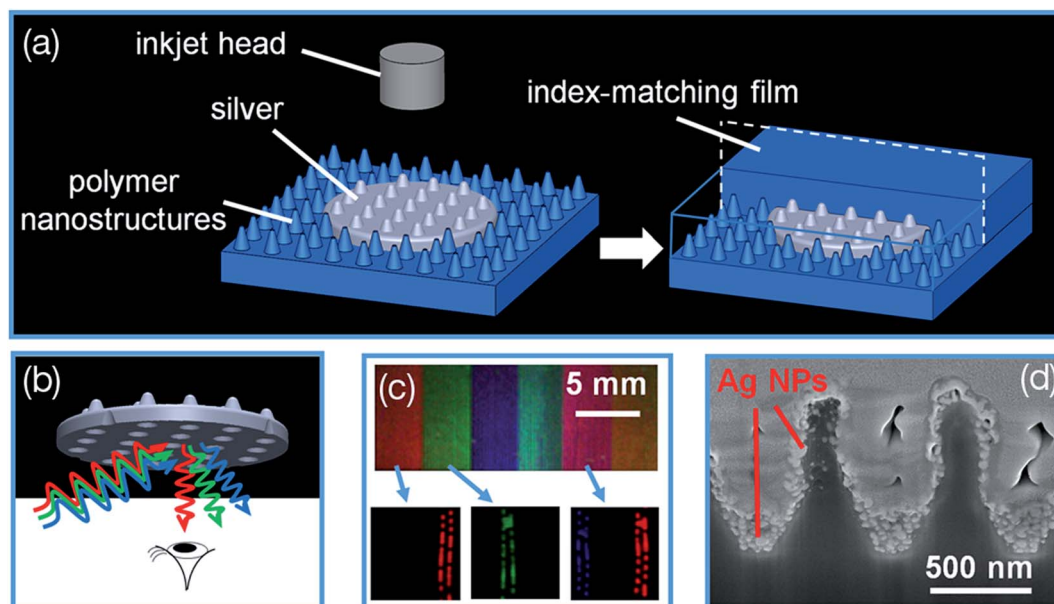 (a)
inkjet head
silver
polymer
nanostructures
index-matching film
(b)
(c)
5 mm
(d)
Ag NPs
500 nm